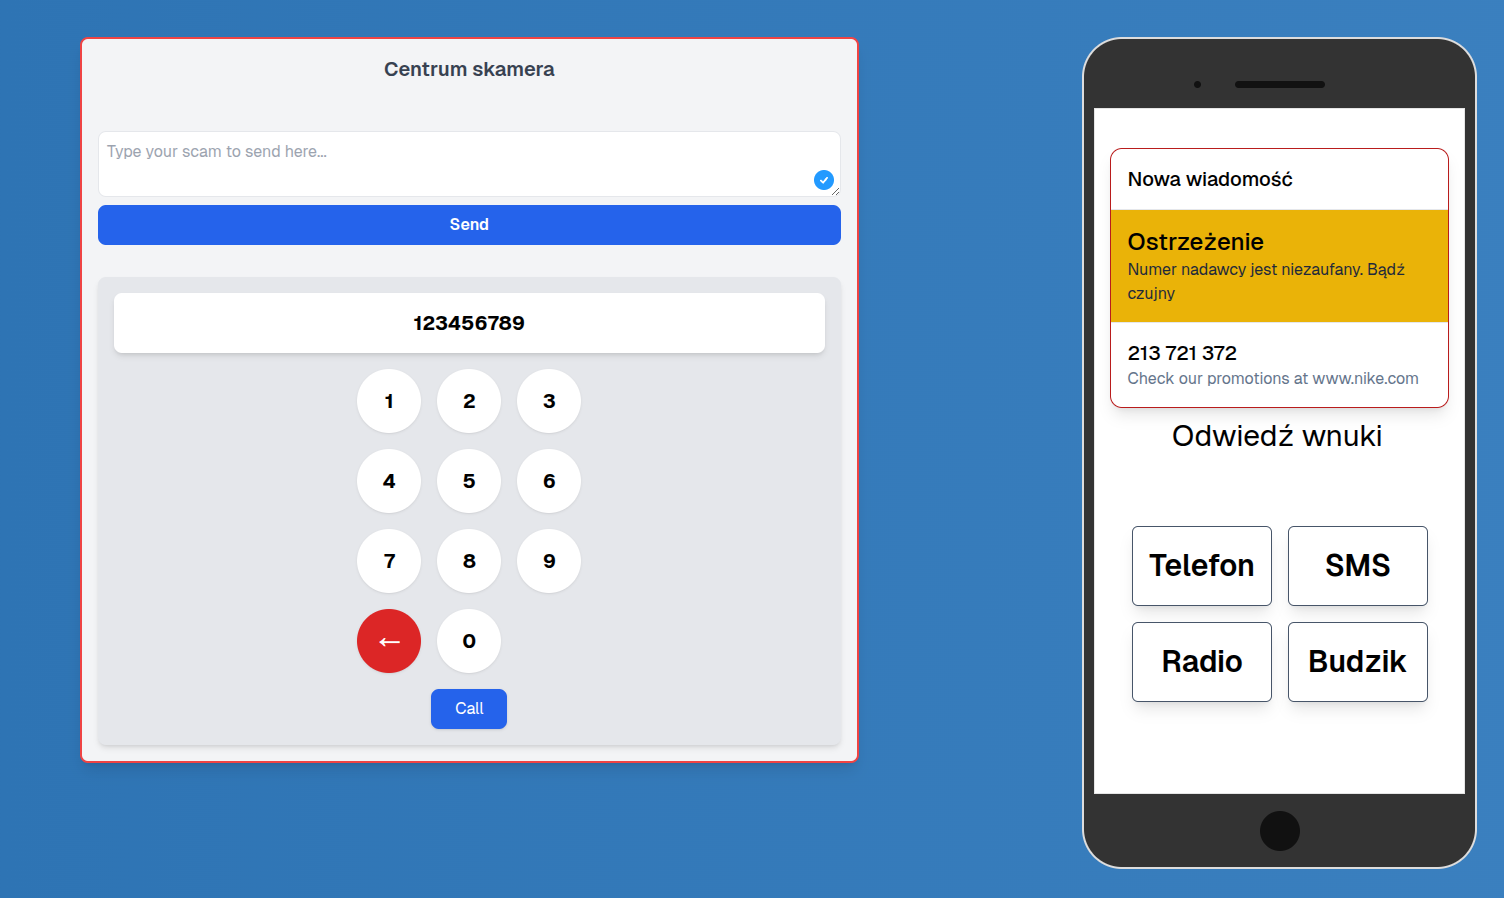 Centrum skamera
Type your scam to send here...
Send
123456789
1 2 3
4 5 6
7 8 9
← 0
Call
Nowa wiadomość
Ostrzeżenie
Numer nadawcy jest niezaufany. Bądź
czujny
213 721 372
Check our promotions at www.nike.com
Odwiedź wnuki
Telefon SMS
Radio Budzik